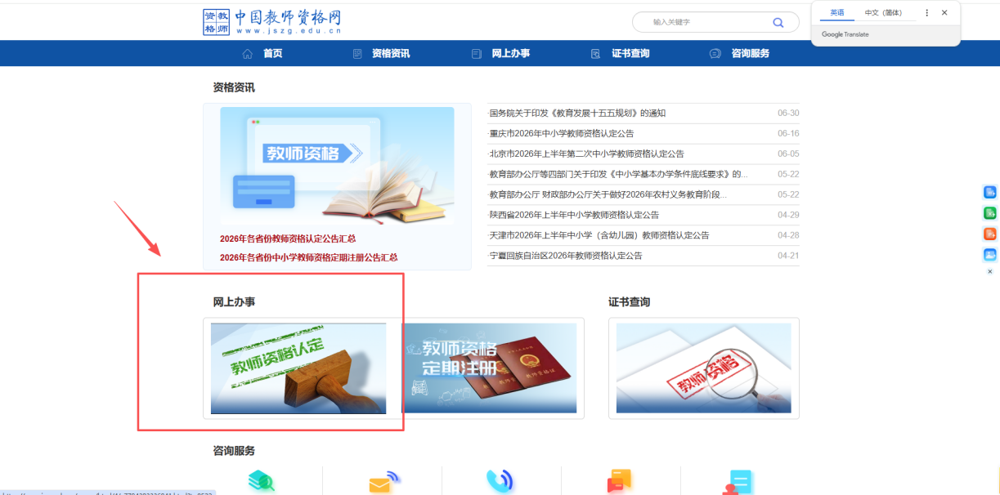 资教
格师
中国教师资格网
www.jszg.edu.cn
输入关键字
英语
中文（简体）
Google Translate
首页
资格资讯
网上办事
证书查询
咨询服务
资格资讯
教师资格
2026年各省份教师资格认定公告汇总
2026年各省份中小学教师资格定期注册公告汇总
·国务院关于印发《教育发展十五五规划》的通知 06-30
·重庆市2026年中小学教师资格认定公告 06-16
·北京市2026年上半年第二次中小学教师资格认定公告 06-05
·教育部办公厅等四部门关于印发《中小学基本办学条件底线要求》的... 05-22
·教育部办公厅 财政部办公厅关于做好2026年农村义务教育阶段... 05-22
·陕西省2026年上半年中小学教师资格认定公告 04-29
·天津市2026年上半年中小学（含幼儿园）教师资格认定公告 04-28
·宁夏回族自治区2026年教师资格认定公告 04-21
网上办事
证书查询
教师资格认定
教师资格
定期注册
教师资格
咨询服务